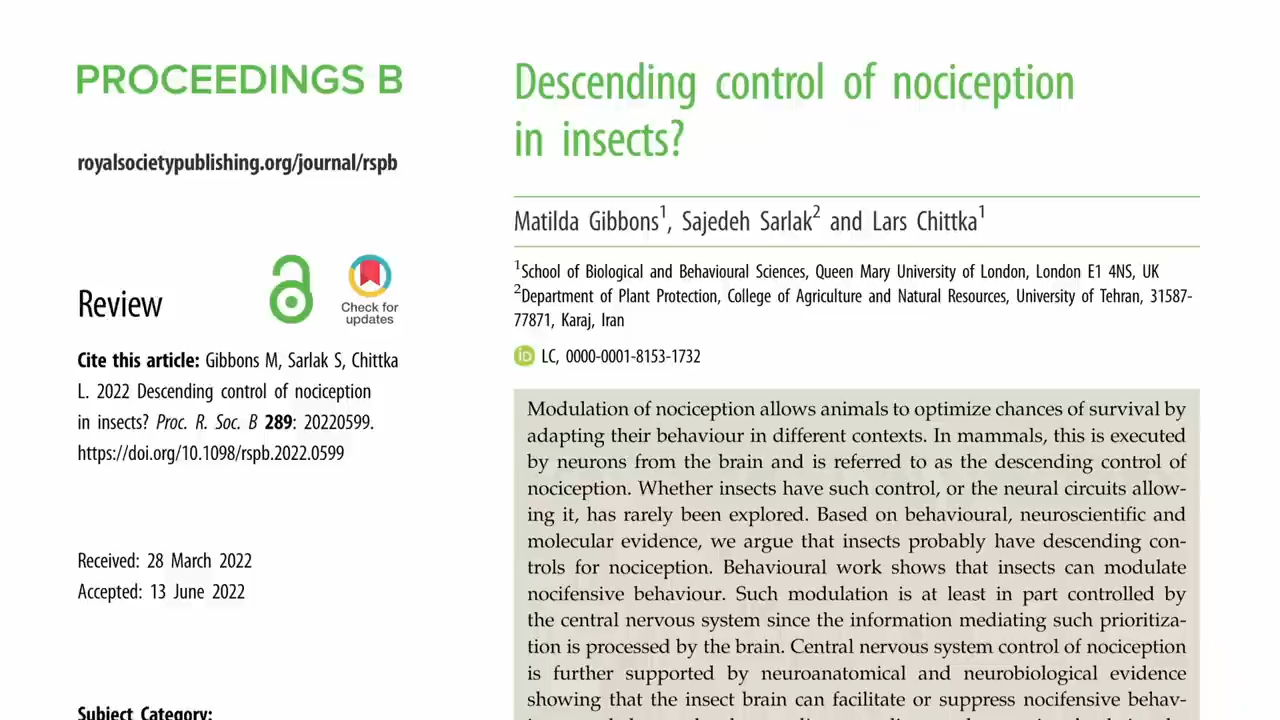 PROCEEDINGS B
royalsocietypublishing.org/journal/rspb
Review
Check for
updates
Cite this article: Gibbons M, Sarlak S, Chittka
L. 2022 Descending control of nociception
in insects? Proc. R. Soc. B 289: 20220599.
https://doi.org/10.1098/rspb.2022.0599
Received: 28 March 2022
Accepted: 13 June 2022
Subject Category:
Descending control of nociception
in insects?
Matilda Gibbons1, Sajedeh Sarlak2 and Lars Chittka1
1School of Biological and Behavioural Sciences, Queen Mary University of London, London E1 4NS, UK
2Department of Plant Protection, College of Agriculture and Natural Resources, University of Tehran, 31587-
77871, Karaj, Iran
iD LC, 0000-0001-8153-1732
Modulation of nociception allows animals to optimize chances of survival by
adapting their behaviour in different contexts. In mammals, this is executed
by neurons from the brain and is referred to as the descending control of
nociception. Whether insects have such control, or the neural circuits allow-
ing it, has rarely been explored. Based on behavioural, neuroscientific and
molecular evidence, we argue that insects probably have descending con-
trols for nociception. Behavioural work shows that insects can modulate
nocifensive behaviour. Such modulation is at least in part controlled by
the central nervous system since the information mediating such prioritiza-
tion is processed by the brain. Central nervous system control of nociception
is further supported by neuroanatomical and neurobiological evidence
showing that the insect brain can facilitate or suppress nocifensive behav-